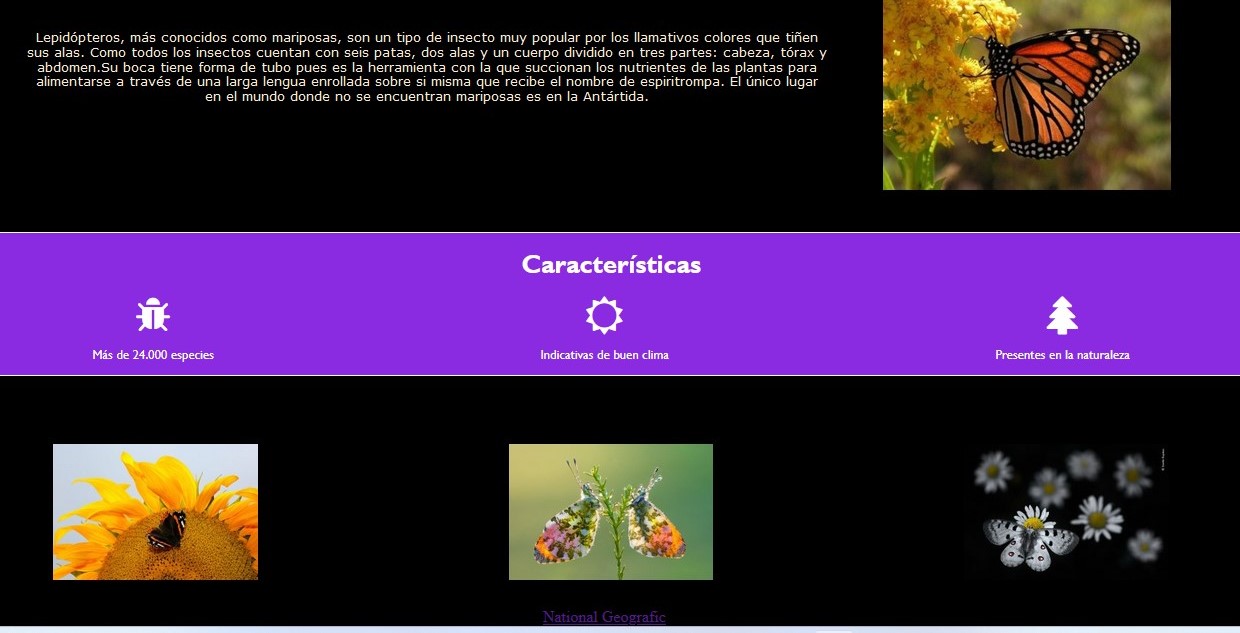 Lepidópteros, más conocidos como mariposas, son un tipo de insecto muy popular por los llamativos colores que tiñen
sus alas. Como todos los insectos cuentan con seis patas, dos alas y un cuerpo dividido en tres partes: cabeza, tórax y
abdomen.Su boca tiene forma de tubo pues es la herramienta con la que succionan los nutrientes de las plantas para
alimentarse a través de una larga lengua enrollada sobre si misma que recibe el nombre de espiritrompa. El único lugar
en el mundo donde no se encuentran mariposas es en la Antártida.
Características
Más de 24.000 especies
Indicativas de buen clima
Presentes en la naturaleza
National Geografic